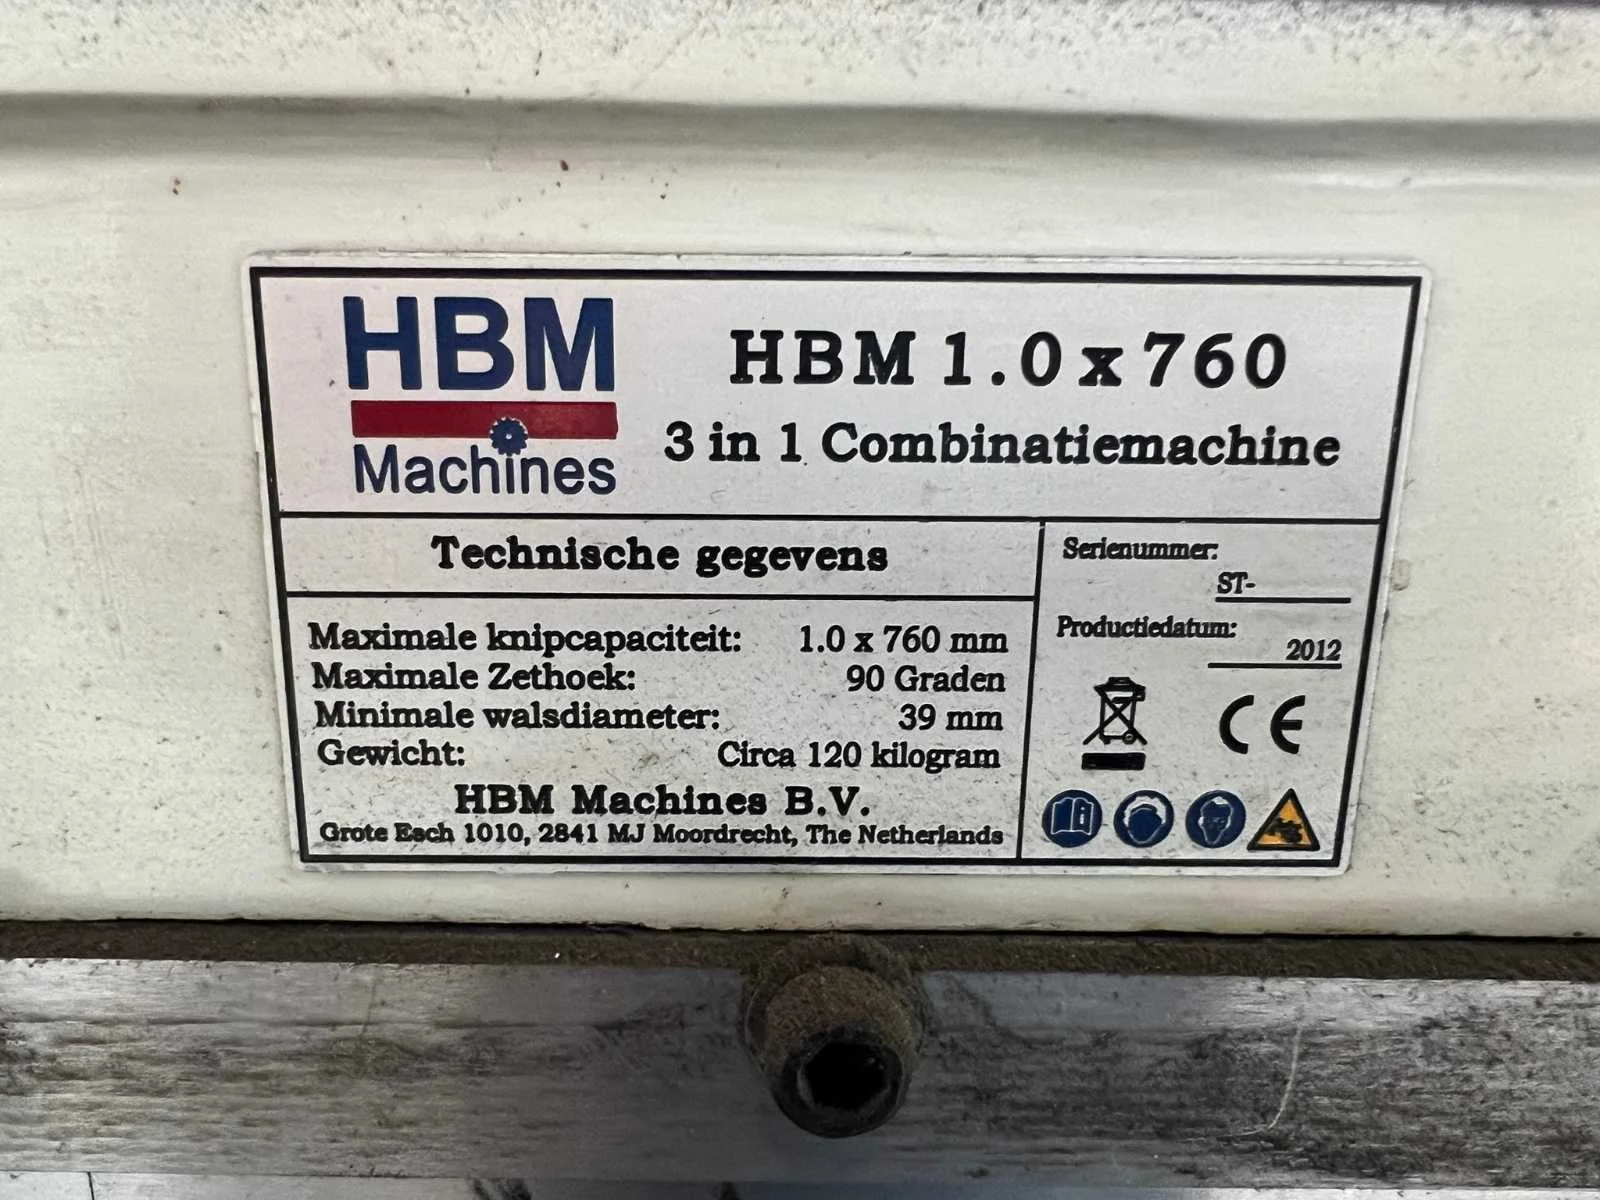 HBM
Machines
HBM 1.0 x 760
3 in 1 Combinatiemachine
Technische gegevens
Maximale knipcapaciteit: 1.0 x 760 mm
Maximale Zethoek: 90 Graden
Minimale walsdiameter: 39 mm
Gewicht: Circa 120 kilogram
HBM Machines B.V.
Grote Esch 1010, 2841 MJ Moordrecht, The Netherlands
Serienummer:
ST-
Productiedatum:
2012
CE